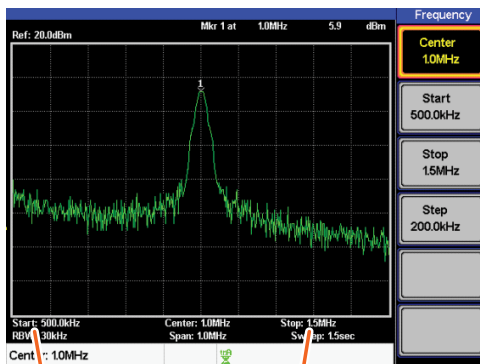 Frequency
Mkr 1 at 1.0MHz 5.9 dBm
Ref: 20.0dBm
Center
1.0MHz
1
Start
500.0kHz
Stop
1.5MHz
Step
200.0kHz
Start: 500.0kHz Center: 1.0MHz Stop: 1.5MHz
RBW: 30kHz Span: 1.0MHz Sweep: 1.5sec
Center: 1.0MHz